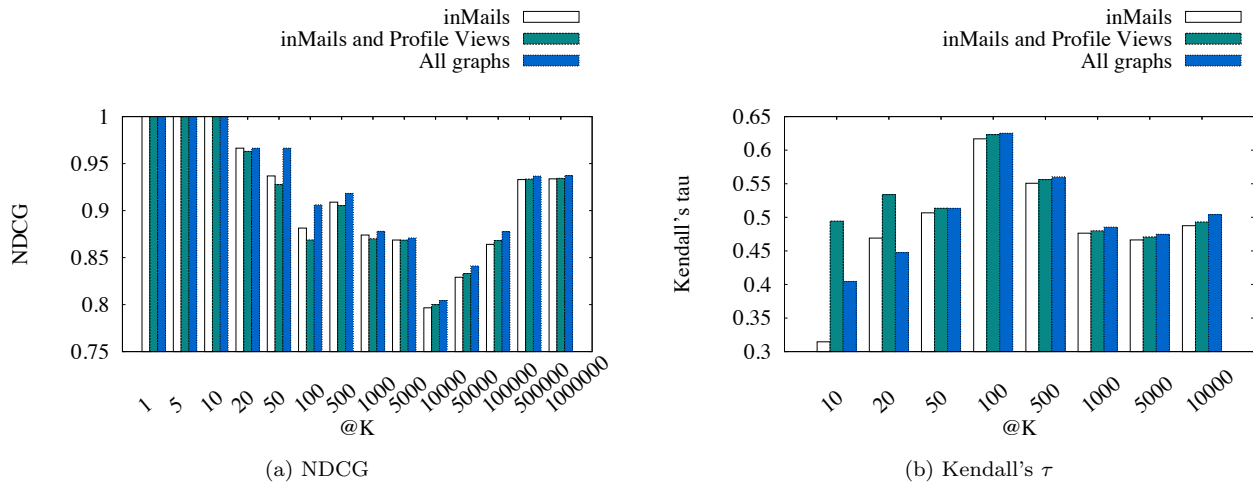 inMails
inMails and Profile Views
All graphs
NDCG
1
0.95
0.9
0.85
0.8
0.75
1 5 10 20 50 100 500 1000 5000 10000 50000 100000 500000 1000000
@K
(a) NDCG
inMails
inMails and Profile Views
All graphs
Kendall's tau
0.65
0.6
0.55
0.5
0.45
0.4
0.35
0.3
10 20 50 100 500 1000 5000 10000
@K
(b) Kendall's τ